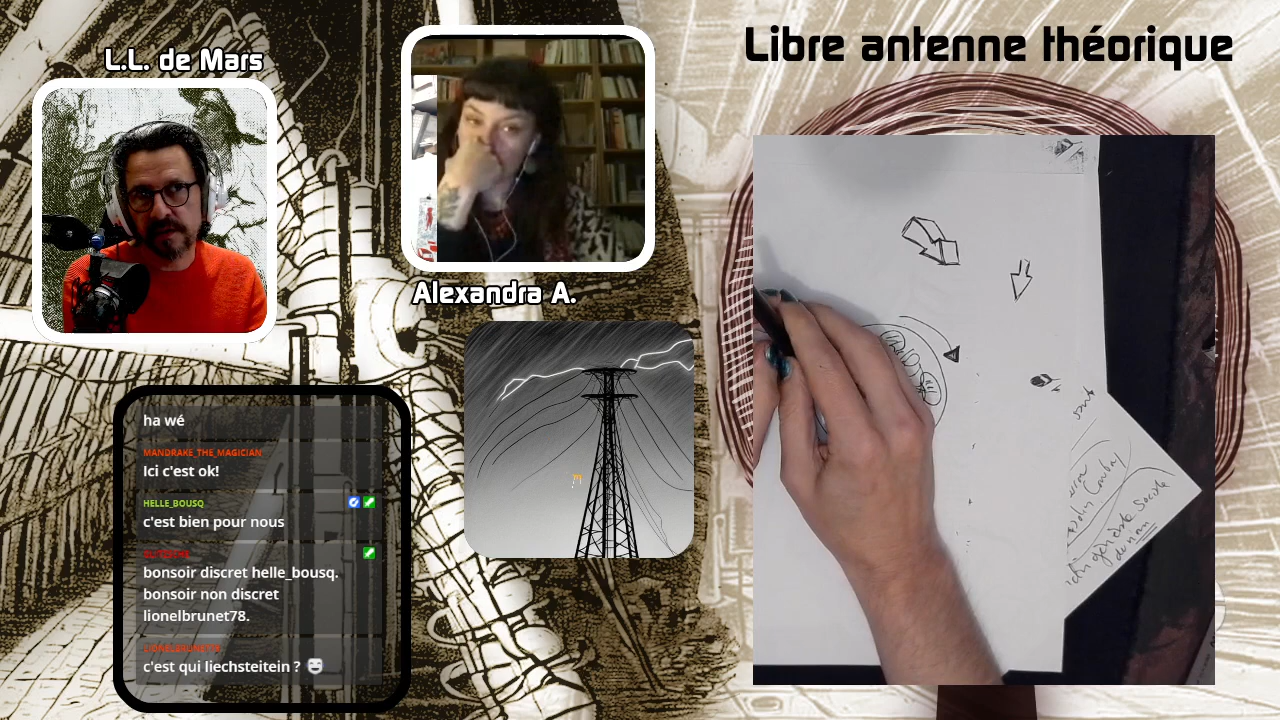 L.L. de Mars
Alexandra A.
Libre antenne théorique
ha wé
MANDRAKE_THE_MAGICIAN
Ici c'est ok!
HELLE_BOUSQ
c'est bien pour nous
bonsoir discret helle_bousq.
bonsoir non discret
lionelbrunet78.
LIONELBRUNET78
c'est qui liechsteitein ?